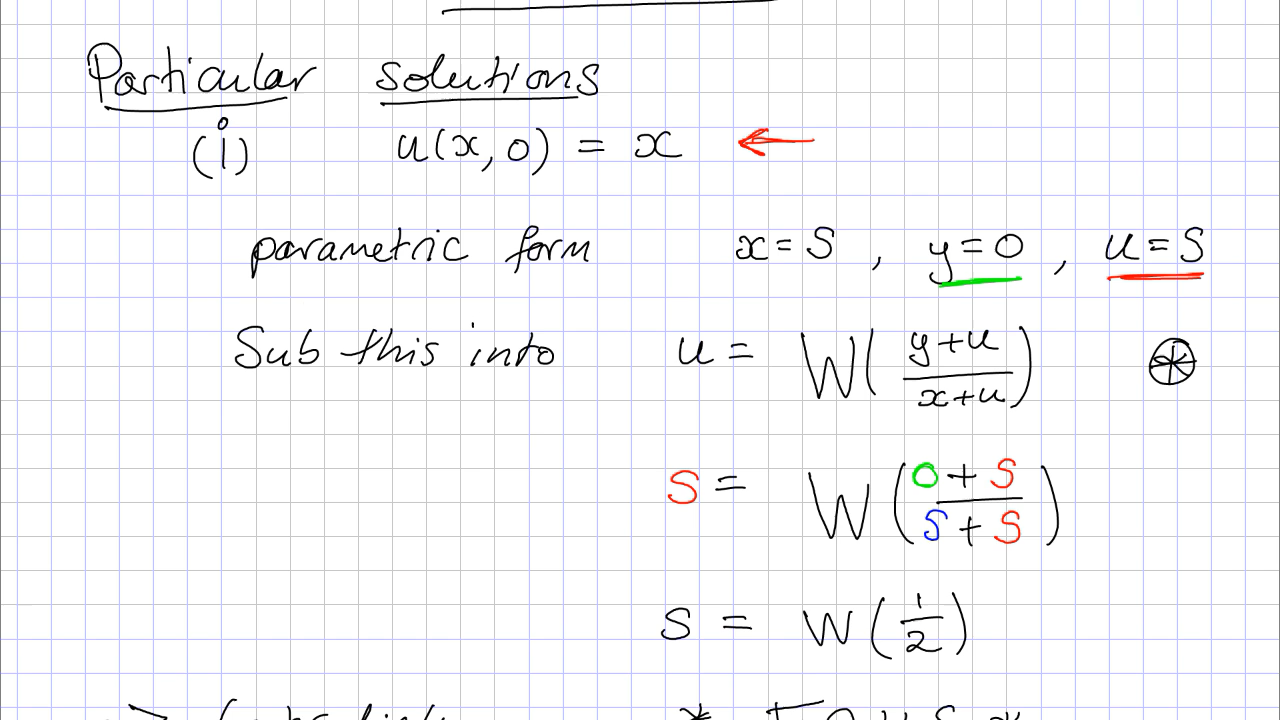 Particular solutions
(i) u(x, 0) = x ←
parametric form x = S , y = 0 , u = S
Sub this into u = W( (y+u)/(x+u) ) ⊛
S = W( (0+S)/(S+S) )
S = W( 1/2 )